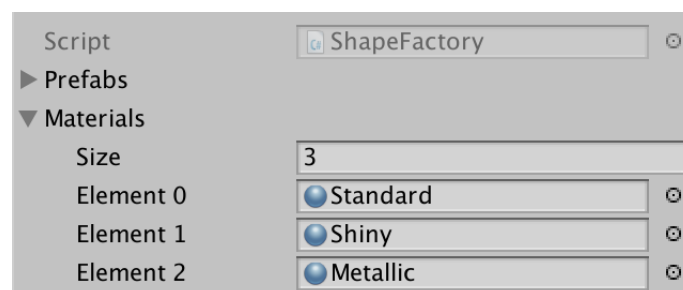 Script ShapeFactory
Prefabs
Materials
Size 3
Element 0 Standard
Element 1 Shiny
Element 2 Metallic